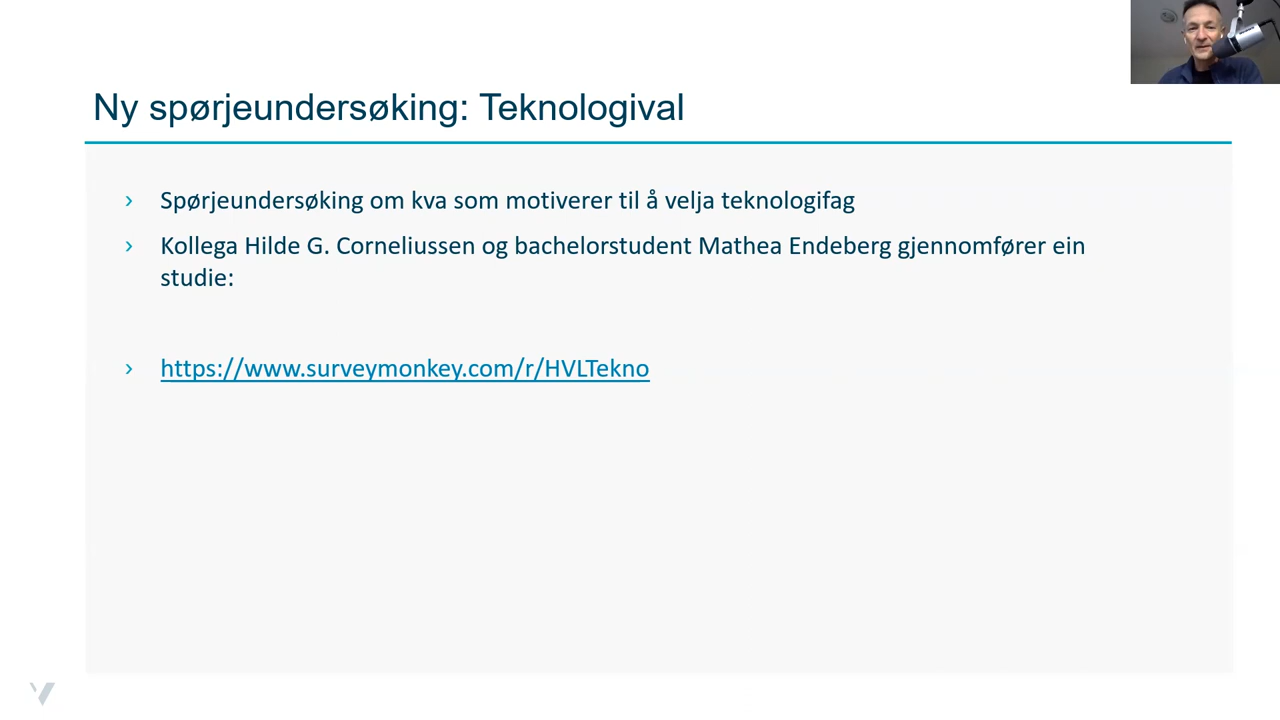 Ny spørjeundersøking: Teknologival
› Spørjeundersøking om kva som motiverer til å velja teknologifag
› Kollega Hilde G. Corneliussen og bachelorstudent Mathea Endeberg gjennomfører ein
studie:
› https://www.surveymonkey.com/r/HVLTekno